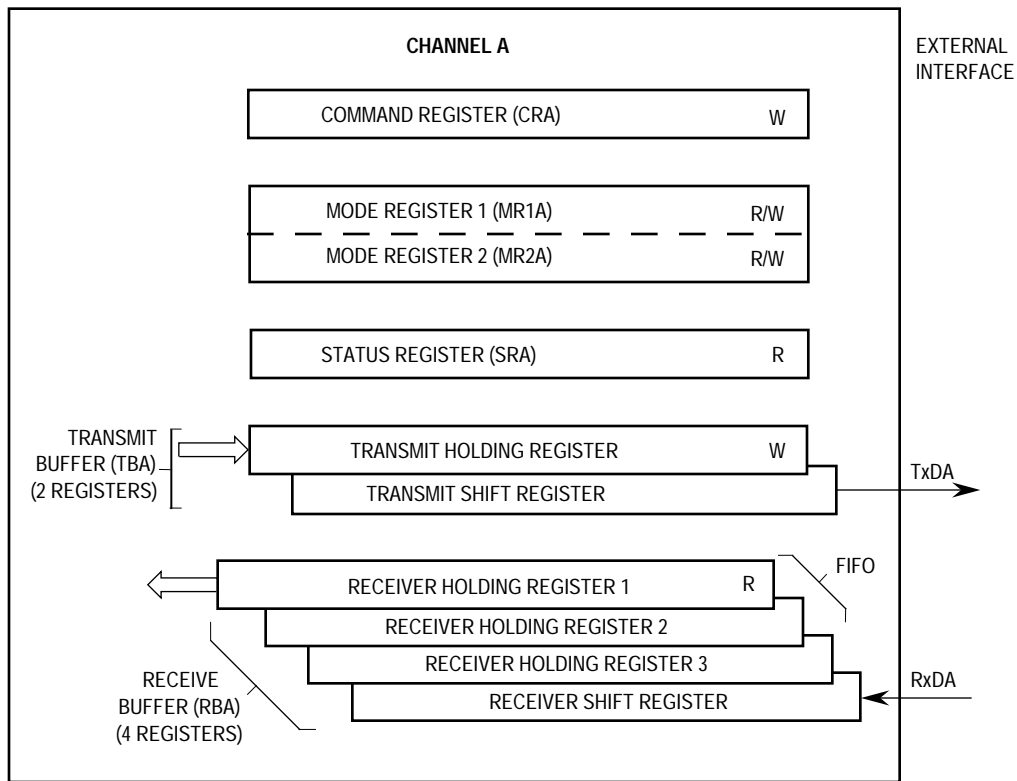 CHANNEL A
EXTERNAL
INTERFACE
COMMAND REGISTER (CRA) W
MODE REGISTER 1 (MR1A) R/W
MODE REGISTER 2 (MR2A) R/W
STATUS REGISTER (SRA) R
TRANSMIT
BUFFER (TBA)
(2 REGISTERS)
TRANSMIT HOLDING REGISTER W
TRANSMIT SHIFT REGISTER
TxDA
RECEIVER HOLDING REGISTER 1 R
FIFO
RECEIVER HOLDING REGISTER 2
RECEIVER HOLDING REGISTER 3
RECEIVER SHIFT REGISTER
RxDA
RECEIVE
BUFFER (RBA)
(4 REGISTERS)